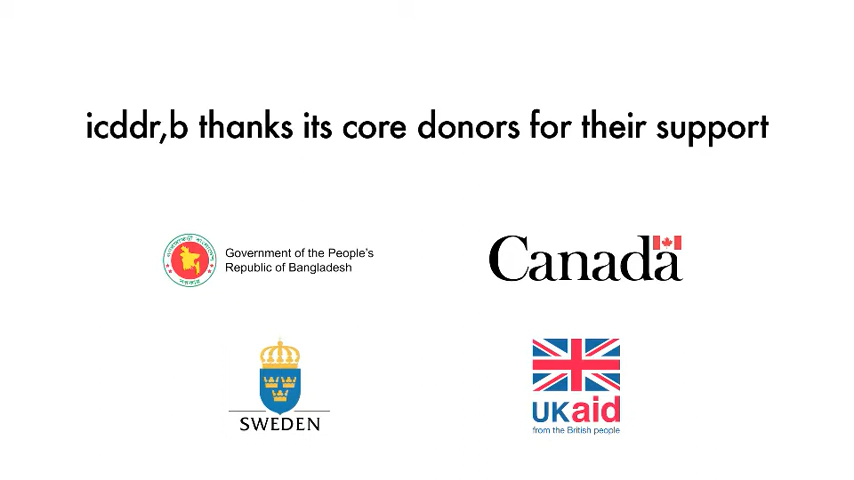 icddr,b thanks its core donors for their support
Government of the People's
Republic of Bangladesh
Canada
SWEDEN
UKaid
from the British people